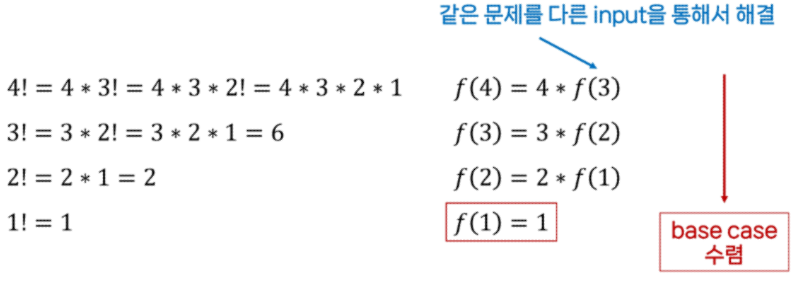 같은 문제를 다른 input을 통해서 해결
4! = 4 * 3! = 4 * 3 * 2! = 4 * 3 * 2 * 1
f(4) = 4 * f(3)
3! = 3 * 2! = 3 * 2 * 1 = 6
f(3) = 3 * f(2)
2! = 2 * 1 = 2
f(2) = 2 * f(1)
1! = 1
f(1) = 1
base case
수렴